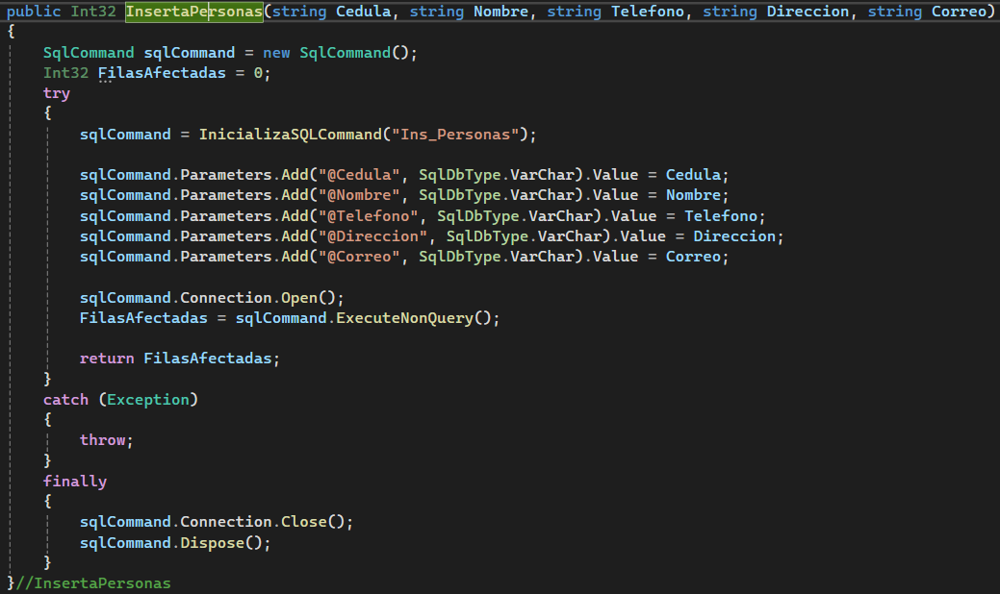 public Int32 InsertaPersonas(string Cedula, string Nombre, string Telefono, string Direccion, string Correo)
{
    SqlCommand sqlCommand = new SqlCommand();
    Int32 FilasAfectadas = 0;
    try
    {
        sqlCommand = InicializaSQLCommand("Ins_Personas");

        sqlCommand.Parameters.Add("@Cedula", SqlDbType.VarChar).Value = Cedula;
        sqlCommand.Parameters.Add("@Nombre", SqlDbType.VarChar).Value = Nombre;
        sqlCommand.Parameters.Add("@Telefono", SqlDbType.VarChar).Value = Telefono;
        sqlCommand.Parameters.Add("@Direccion", SqlDbType.VarChar).Value = Direccion;
        sqlCommand.Parameters.Add("@Correo", SqlDbType.VarChar).Value = Correo;

        sqlCommand.Connection.Open();
        FilasAfectadas = sqlCommand.ExecuteNonQuery();

        return FilasAfectadas;
    }
    catch (Exception)
    {
        throw;
    }
    finally
    {
        sqlCommand.Connection.Close();
        sqlCommand.Dispose();
    }
}//InsertaPersonas